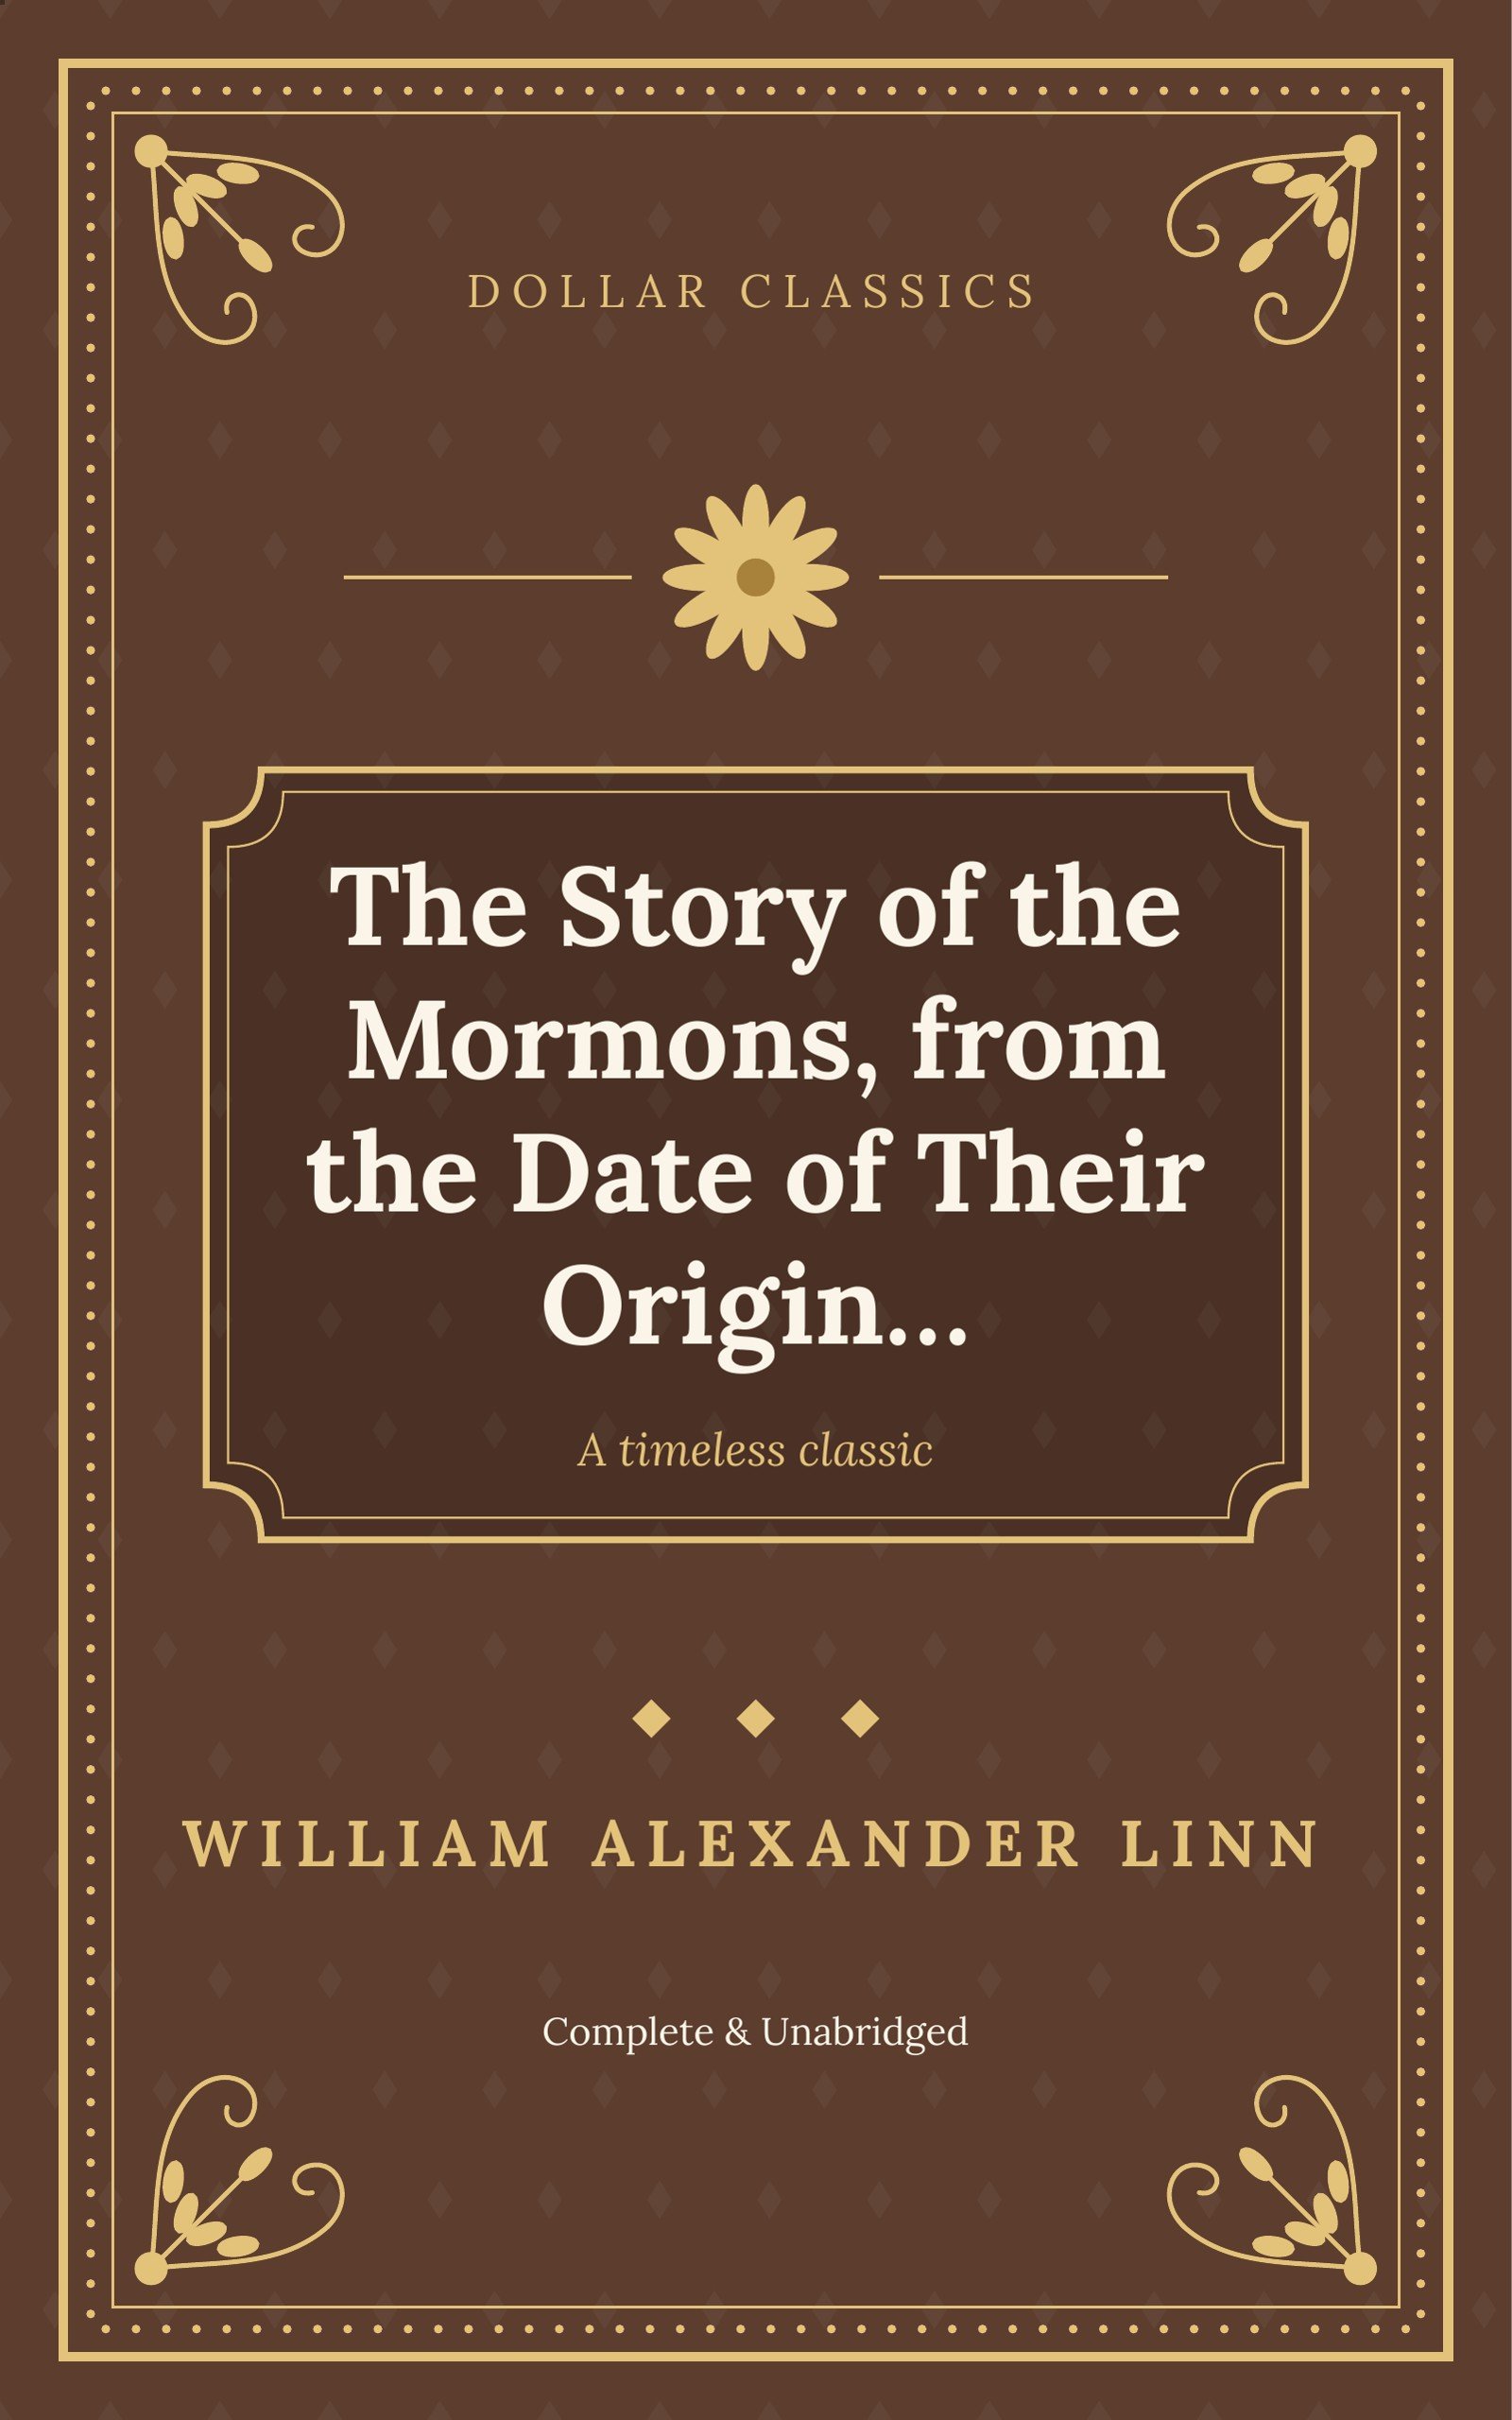 DOLLAR CLASSICS
The Story of the
Mormons, from
the Date of Their
Origin...
A timeless classic
WILLIAM ALEXANDER LINN
Complete & Unabridged